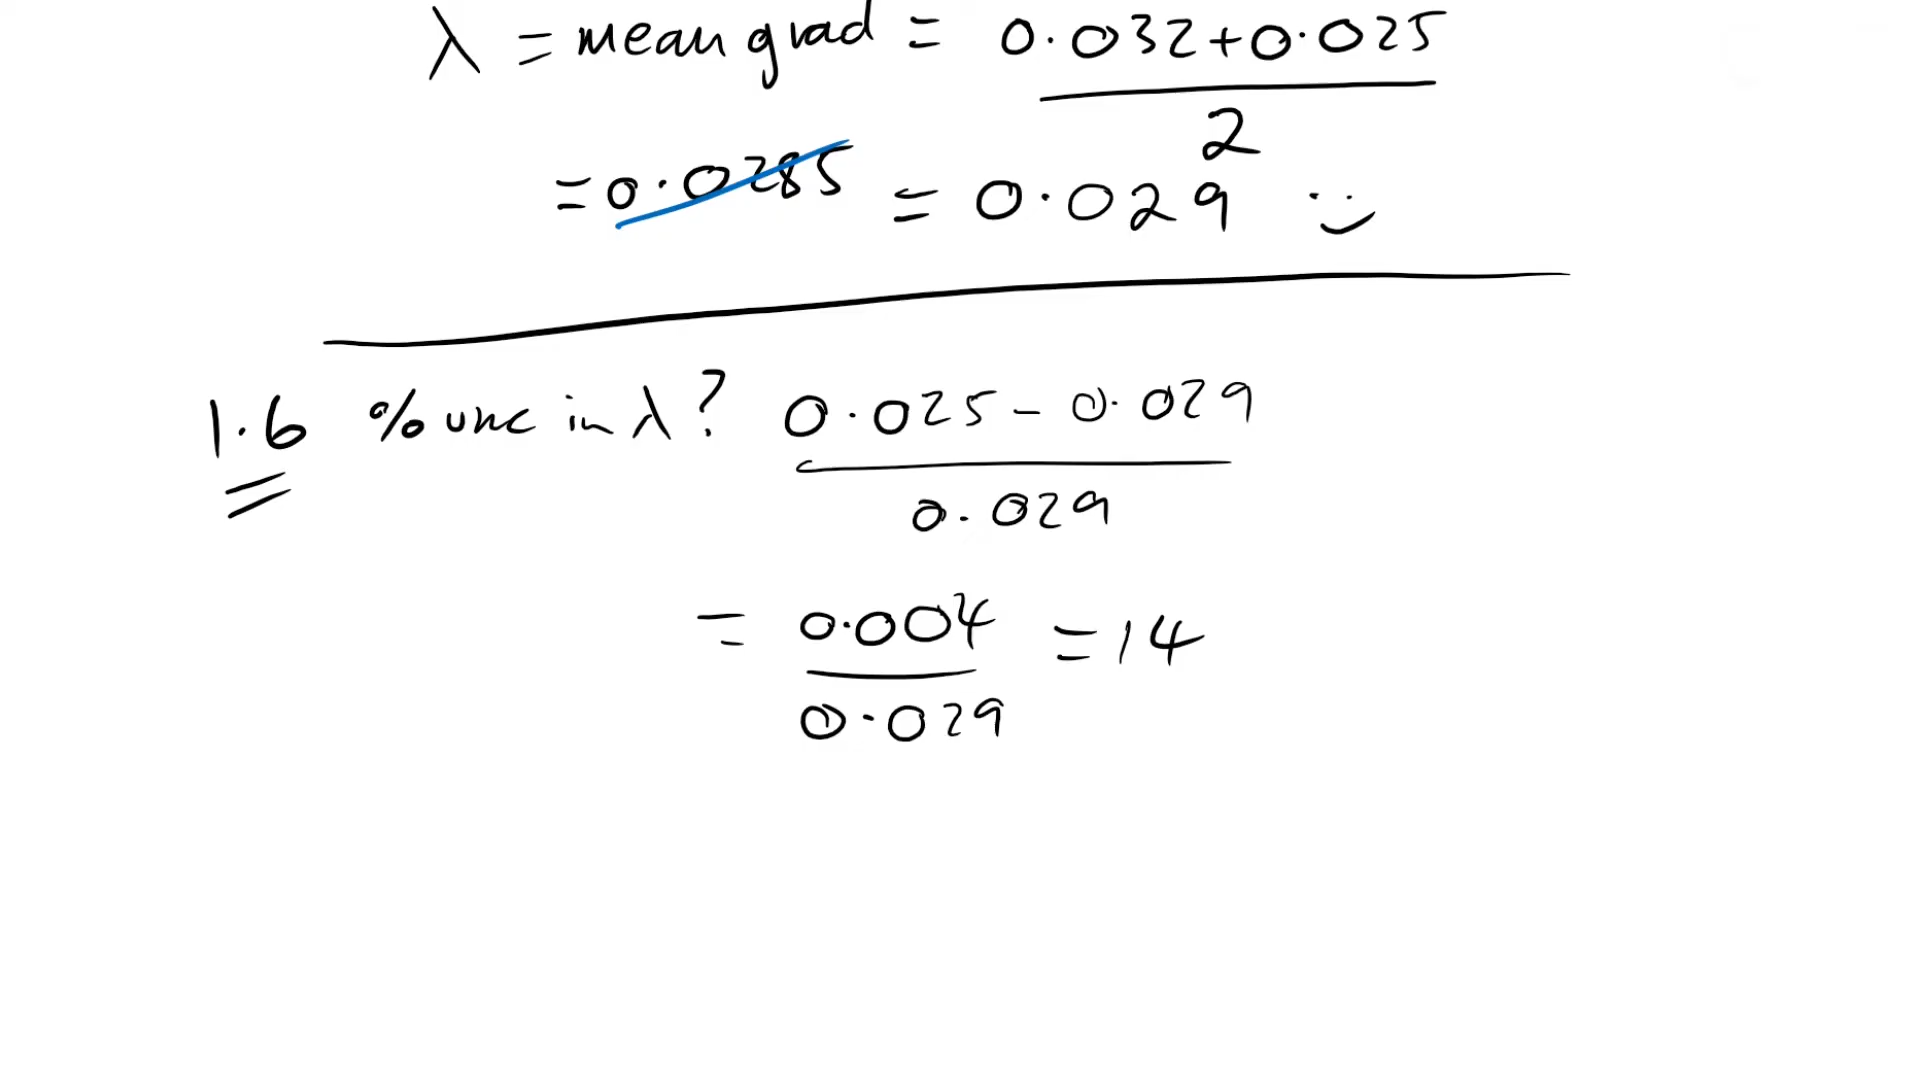 λ = mean grad = 0.032+0.025
2
=0.0285 = 0.029 :)
1.6 % unc in λ? 0.025 - 0.029
0.029
= 0.004 = 14
0.029